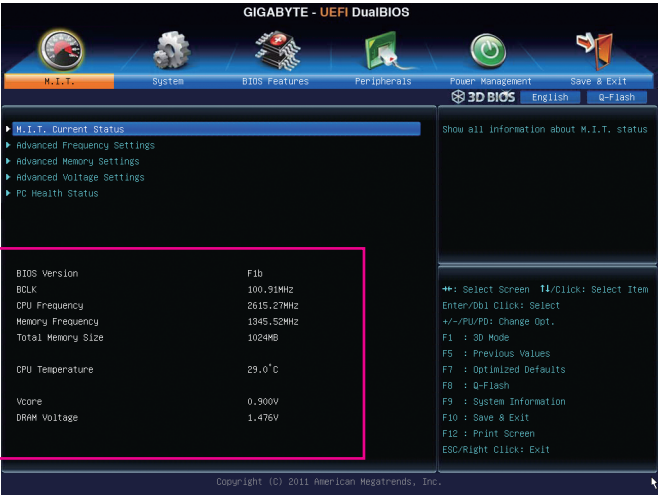 GIGABYTE - UEFI DualBIOS
M.I.T.
System
BIOS Features
Peripherals
Power Management
Save & Exit
3D BIOS
English
Q-Flash
M.I.T. Current Status
Advanced Frequency Settings
Advanced Memory Settings
Advanced Voltage Settings
PC Health Status
Show all information about M.I.T. status
BIOS Version F1b
BCLK 100.91MHz
CPU Frequency 2615.27MHz
Memory Frequency 1345.52MHz
Total Memory Size 1024MB
CPU Temperature 29.0°C
Vcore 0.900V
DRAM Voltage 1.476V
↔: Select Screen ↑↓/Click: Select Item
Enter/Dbl Click: Select
+/-/PU/PD: Change Opt.
F1 : 3D Mode
F5 : Previous Values
F7 : Optimized Defaults
F8 : Q-Flash
F9 : System Information
F10 : Save & Exit
F12 : Print Screen
ESC/Right Click: Exit
Copyright (C) 2011 American Megatrends, Inc.